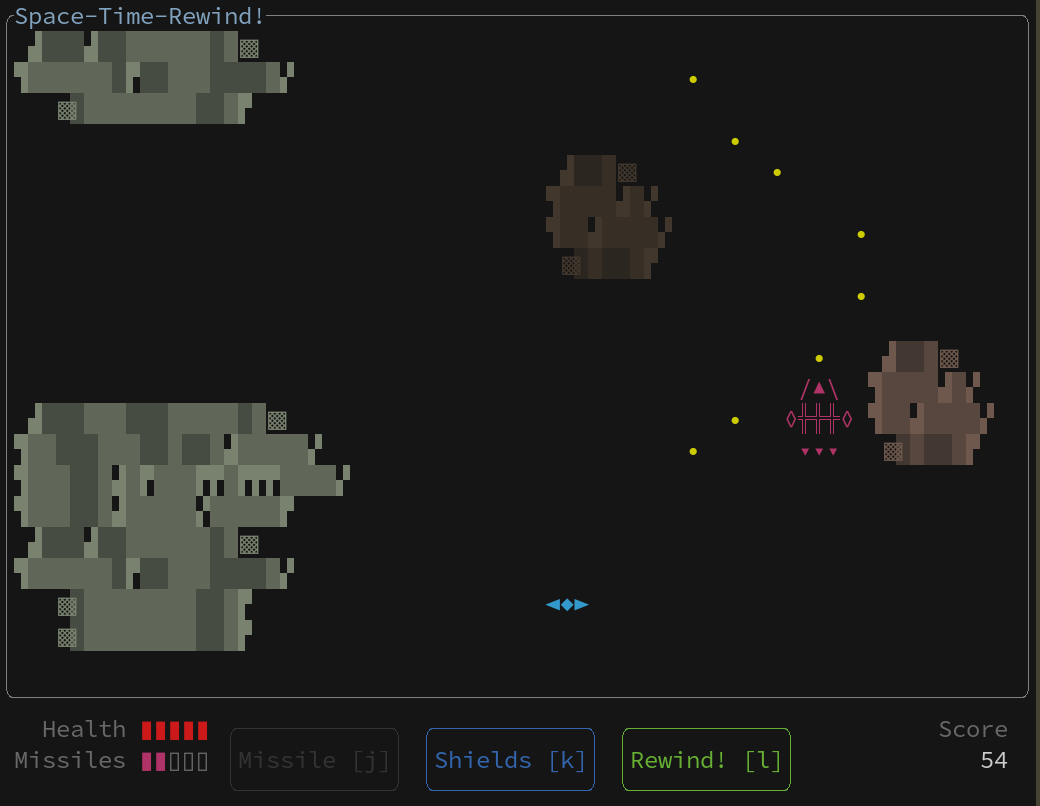 Space-Time-Rewind!
Health
Missiles
Missile [j]
Shields [k]
Rewind! [l]
Score
54